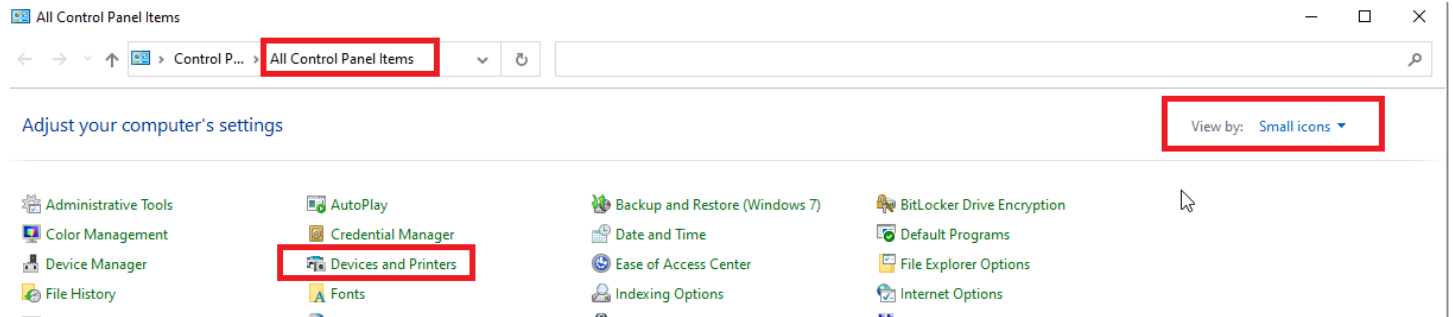 All Control Panel Items
Control P... All Control Panel Items
Adjust your computer's settings
View by: Small icons
Administrative Tools AutoPlay Backup and Restore (Windows 7) BitLocker Drive Encryption
Color Management Credential Manager Date and Time Default Programs
Device Manager Devices and Printers Ease of Access Center File Explorer Options
File History Fonts Indexing Options Internet Options